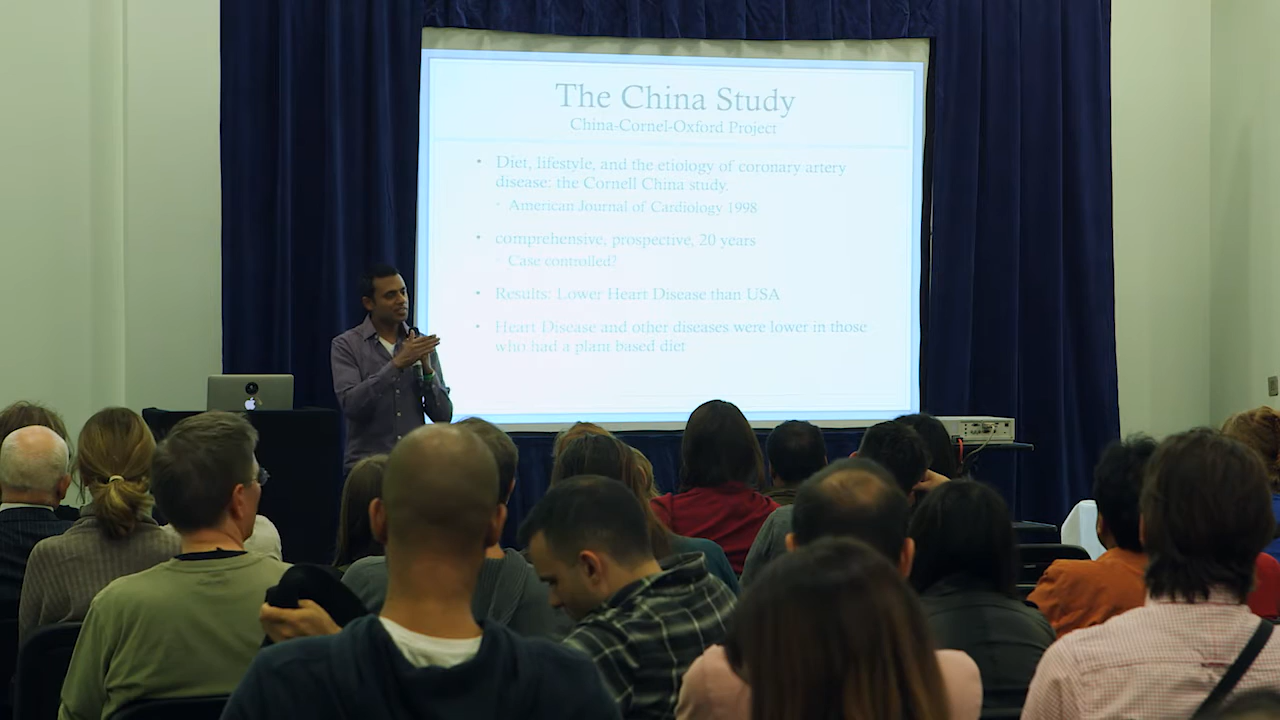 The China Study
China-Cornel-Oxford Project
• Diet, lifestyle, and the etiology of coronary artery
disease: the Cornell China study.
• American Journal of Cardiology 1998
• comprehensive, prospective, 20 years
• Case controlled?
• Results: Lower Heart Disease than USA
• Heart Disease and other diseases were lower in those
who had a plant based diet